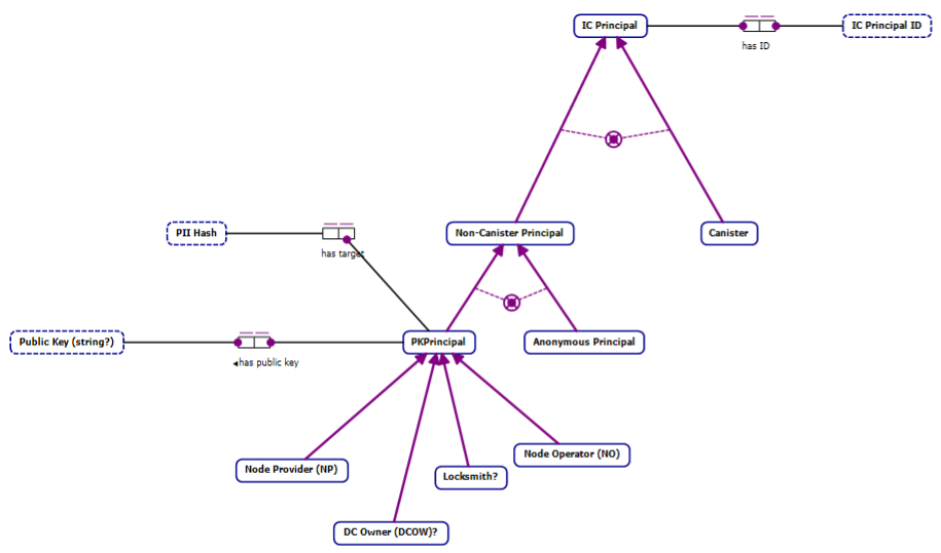 IC Principal
IC Principal ID
has ID
PII Hash
Non-Canister Principal
Canister
has target
Public Key (string?)
PKPrincipal
Anonymous Principal
◄has public key
Node Provider (NP)
Node Operator (NO)
Locksmith?
DC Owner (DCOW)?